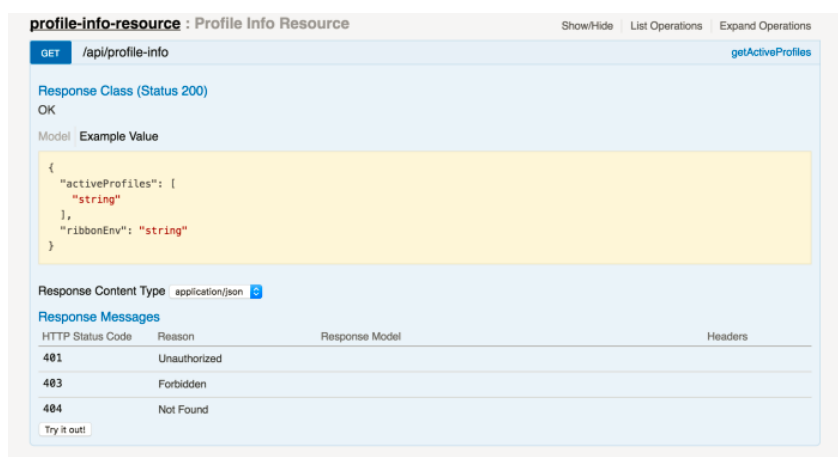 profile-info-resource : Profile Info Resource Show/Hide List Operations Expand Operations
GET /api/profile-info getActiveProfiles
Response Class (Status 200)
OK
Model Example Value
{
  "activeProfiles": [
    "string"
  ],
  "ribbonEnv": "string"
}
Response Content Type application/json
Response Messages
HTTP Status Code Reason Response Model Headers
401 Unauthorized
403 Forbidden
404 Not Found
Try it out!